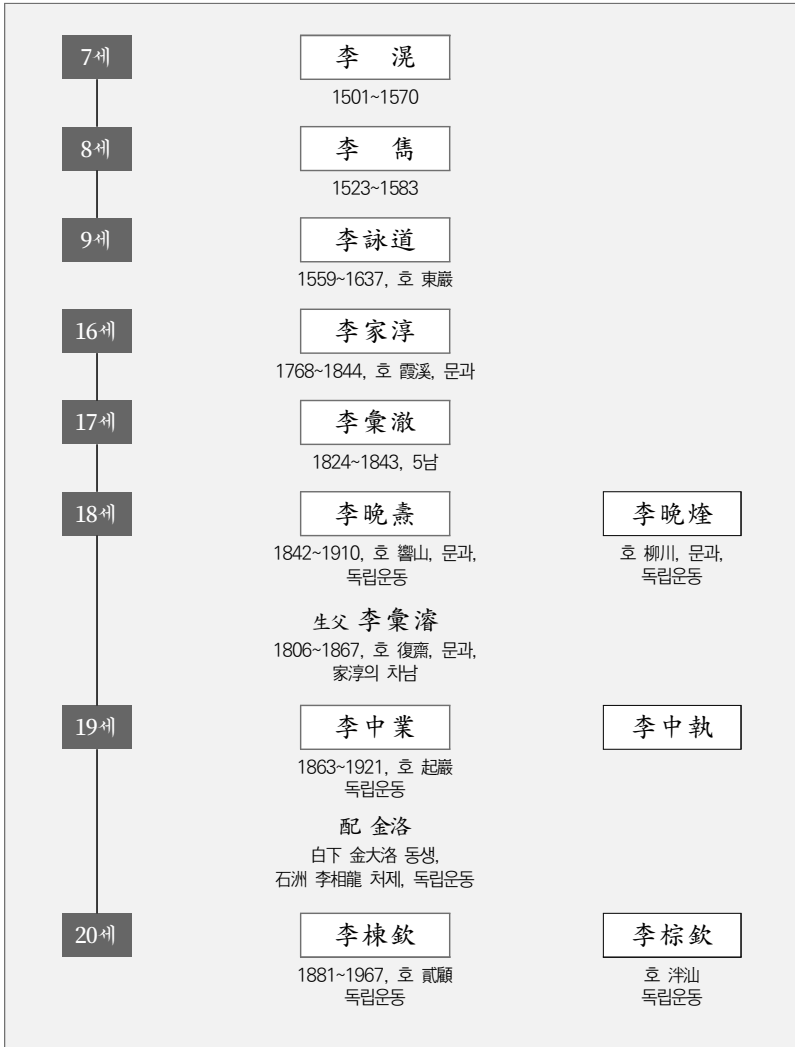 7세
李 滉
1501~1570
8세
李 雋
1523~1583
9세
李詠道
1559~1637, 호 東巖
16세
李家淳
1768~1844, 호 霞溪, 문과
17세
李彙澈
1824~1843, 5남
18세
李晩燾
李晩煃
1842~1910, 호 響山, 문과,
독립운동
호 柳川, 문과,
독립운동
生父 李彙濬
1806~1867, 호 復齋, 문과,
家淳의 차남
19세
李中業
李中執
1863~1921, 호 起巖
독립운동
配 金洛
白下 金大洛 동생,
石洲 李相龍 처제, 독립운동
20세
李棟欽
李棕欽
1881~1967, 호 貳顧
독립운동
호 泮汕
독립운동